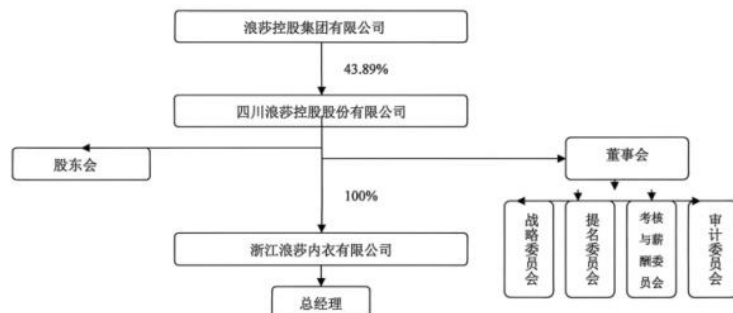 浪莎控股集团有限公司
43.89%
四川浪莎控股股份有限公司
股东会
董事会
100%
战略委员会
提名委员会
考核
与薪
酬委
员会
审计委员会
浙江浪莎内衣有限公司
总经理